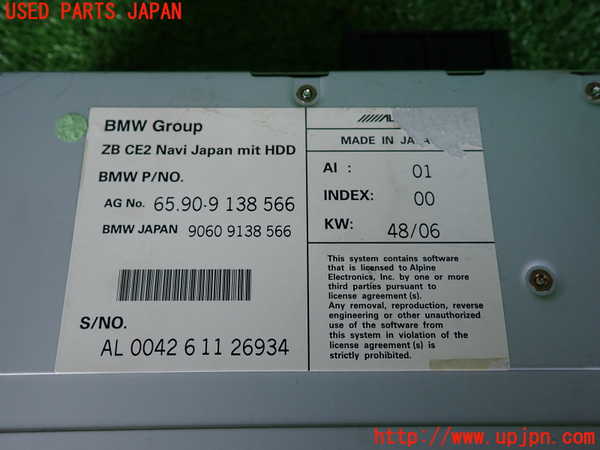 USED PARTS JAPAN
BMW Group
ZB CE2 Navi Japan mit HDD
BMW P/NO.
AG No. 65.90-9 138 566
BMW JAPAN 9060 9138 566
S/NO.
AL 0042 6 11 26934
MADE IN
AI : 01
INDEX: 00
KW: 48/06
This system contains software
that is licensed to Alpine
Electronics, Inc. by one or more
third parties pursuant to
license agreement (s).
Any removal, reproduction, reverse
engineering or other unauthorized
use of the software from
this system in violation of the
license agreement (s) is
strictly prohibited.
http://www.upjpn.com